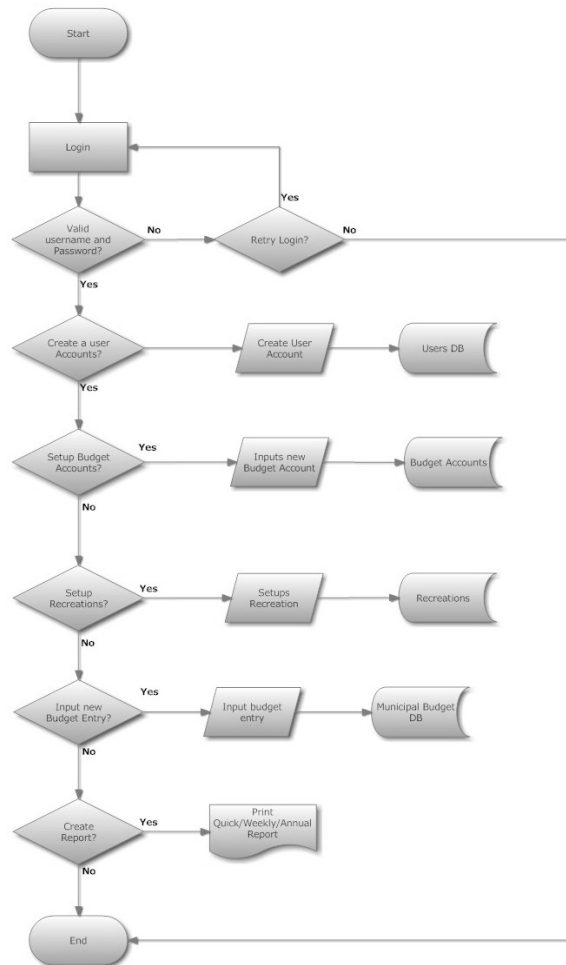 Start
Login
Yes
Valid
username and
Password?
No
Retry Login?
No
Yes
Create a user
Accounts?
Create User
Account
Users DB
Yes
Setup Budget
Accounts?
Yes
Inputs new
Budget Account
Budget Accounts
No
Setup
Recreations?
Yes
Setups
Recreation
Recreations
No
Input new
Budget Entry?
Yes
Input budget
entry
Municipal Budget
DB
No
Create
Report?
Yes
Print
Quick/Weekly/Annual
Report
No
End